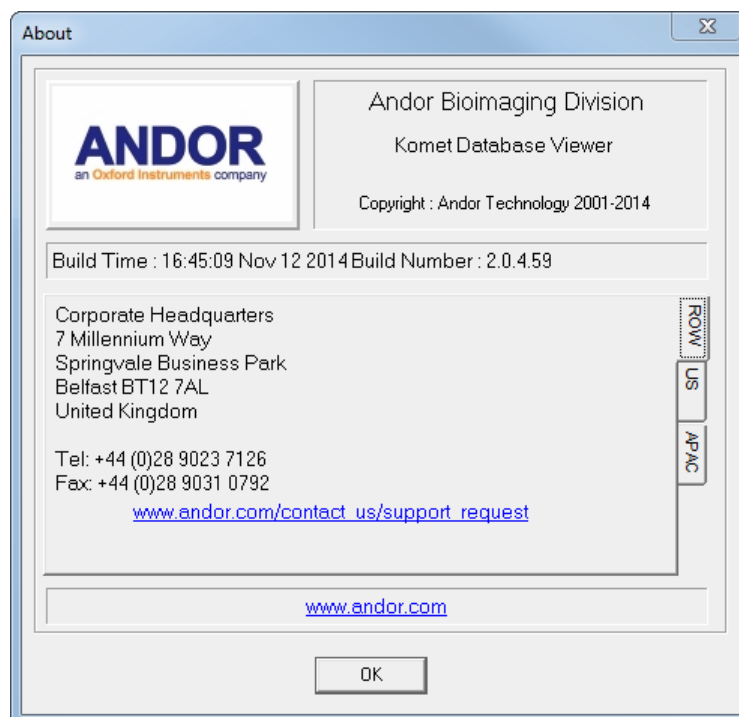 About
ANDOR
an Oxford Instruments company
Andor Bioimaging Division
Komet Database Viewer
Copyright : Andor Technology 2001-2014
Build Time : 16:45:09 Nov 12 2014 Build Number : 2.0.4.59
Corporate Headquarters
7 Millennium Way
Springvale Business Park
Belfast BT12 7AL
United Kingdom
Tel: +44 (0)28 9023 7126
Fax: +44 (0)28 9031 0792
www.andor.com/contact_us/support_request
ROW
US
APAC
www.andor.com
OK